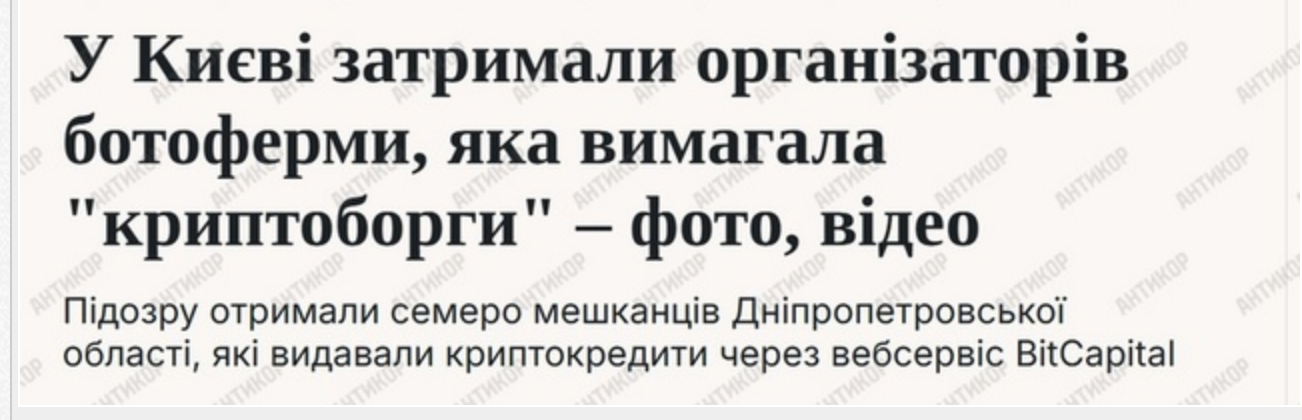 У Києві затримали організаторів
ботоферми, яка вимагала
"криптоборги" – фото, відео
Підозру отримали семеро мешканців Дніпропетровської
області, які видавали криптокредити через вебсервіс BitCapital
АНТИКОР